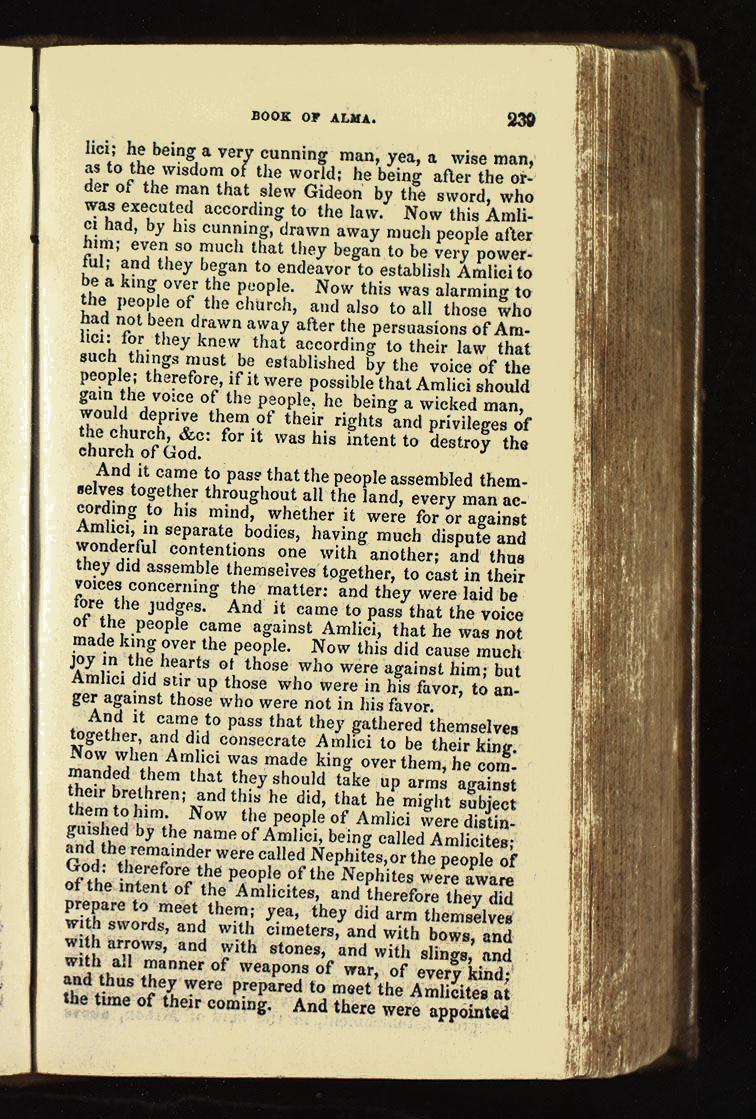 BOOK OF ALMA. 239
lici; he being a very cunning man, yea, a wise man,
as to the wisdom of the world; he being after the or-
der of the man that slew Gideon by the sword, who
was executed according to the law. Now this Amli-
ci had, by his cunning, drawn away much people after
him; even so much that they began to be very power-
ful; and they began to endeavor to establish Amlici to
be a king over the people. Now this was alarming to
the people of the church, and also to all those who
had not been drawn away after the persuasions of Am-
lici: for they knew that according to their law that
such things must be established by the voice of the
people; therefore, if it were possible that Amlici should
gain the voice of the people, he being a wicked man,
would deprive them of their rights and privileges of
the church, &c: for it was his intent to destroy the
church of God.
And it came to pass that the people assembled them-
selves together throughout all the land, every man ac-
cording to his mind, whether it were for or against
Amlici, in separate bodies, having much dispute and
wonderful contentions one with another; and thus
they did assemble themselves together, to cast in their
voices concerning the matter: and they were laid be
fore the judges. And it came to pass that the voice
of the people came against Amlici, that he was not
made king over the people. Now this did cause much
joy in the hearts of those who were against him; but
Amlici did stir up those who were in his favor, to an-
ger against those who were not in his favor.
And it came to pass that they gathered themselves
together, and did consecrate Amlici to be their king.
Now when Amlici was made king over them, he com-
manded them that they should take up arms against
their brethren; and this he did, that he might subject
them to him. Now the people of Amlici were distin-
guished by the name of Amlici, being called Amlicites;
and the remainder were called Nephites, or the people of
God: therefore the people of the Nephites were aware
of the intent of the Amlicites, and therefore they did
prepare to meet them; yea, they did arm themselves
with swords, and with cimeters, and with bows, and
with arrows, and with stones, and with slings, and
with all manner of weapons of war, of every kind;
and thus they were prepared to meet the Amlicites at
the time of their coming. And there were appointed